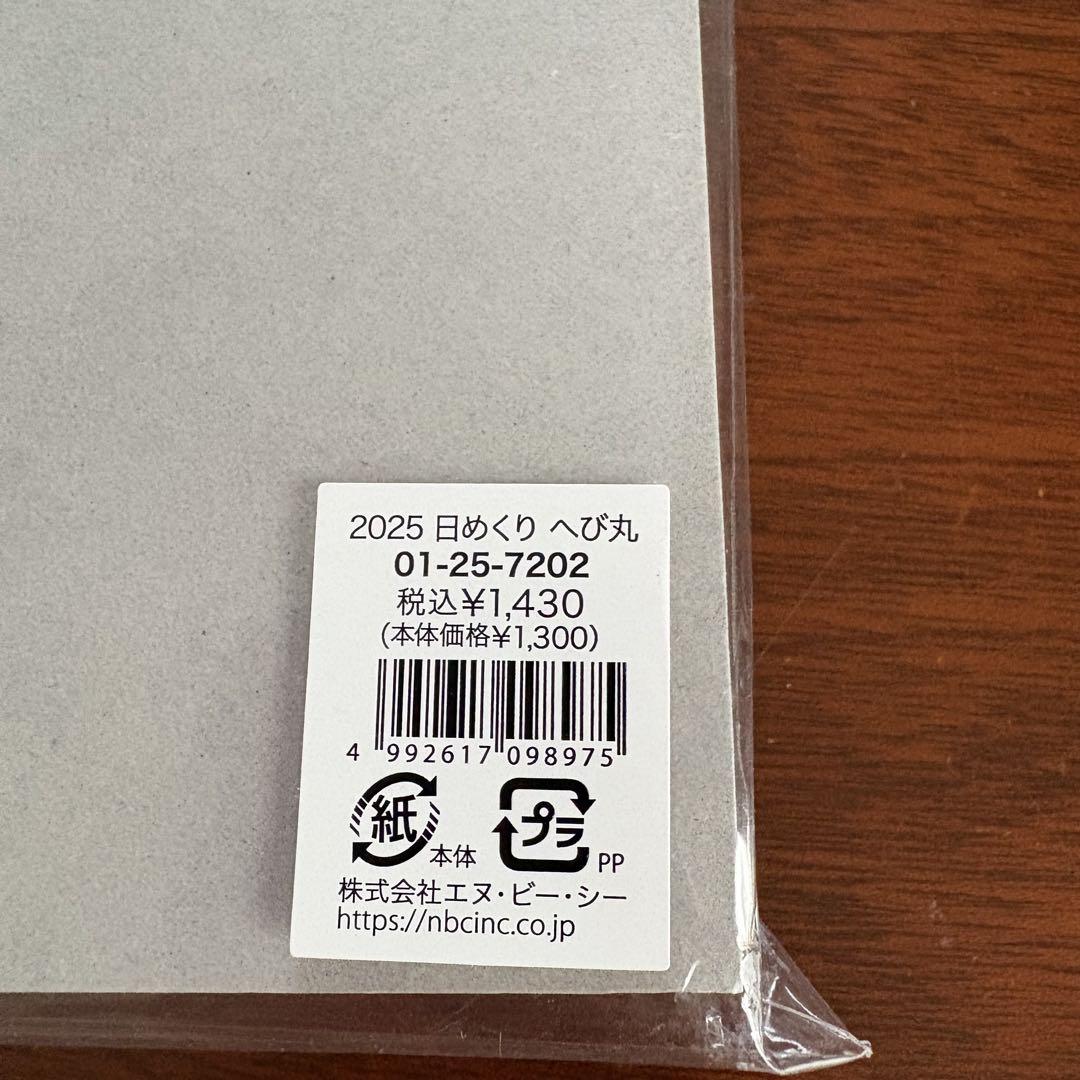 2025 日めくり へび丸
01-25-7202
税込¥1,430
(本体価格¥1,300)
4 992617 098975
紙 本体 プラ PP
株式会社エヌ・ビー・シー
https://nbcinc.co.jp